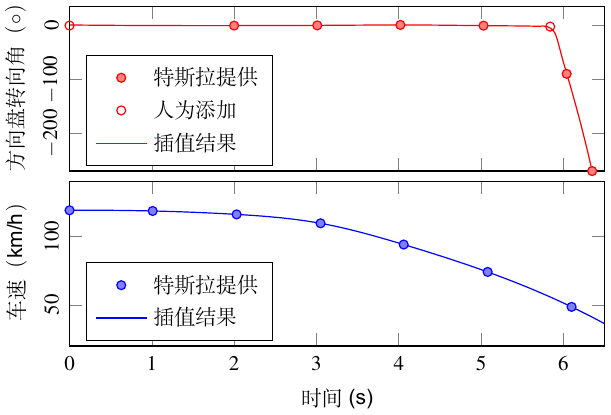 方向盘转向角（○）
0
−100
−200
特斯拉提供
人为添加
插值结果
车速（km/h）
100
50
特斯拉提供
插值结果
0 1 2 3 4 5 6
时间 (s)